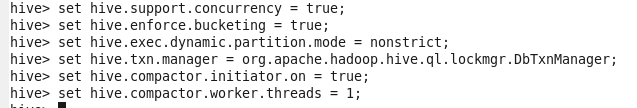 hive> set hive.support.concurrency = true;
hive> set hive.enforce.bucketing = true;
hive> set hive.exec.dynamic.partition.mode = nonstrict;
hive> set hive.txn.manager = org.apache.hadoop.hive.ql.lockmgr.DbTxnManager;
hive> set hive.compactor.initiator.on = true;
hive> set hive.compactor.worker.threads = 1;
hive>